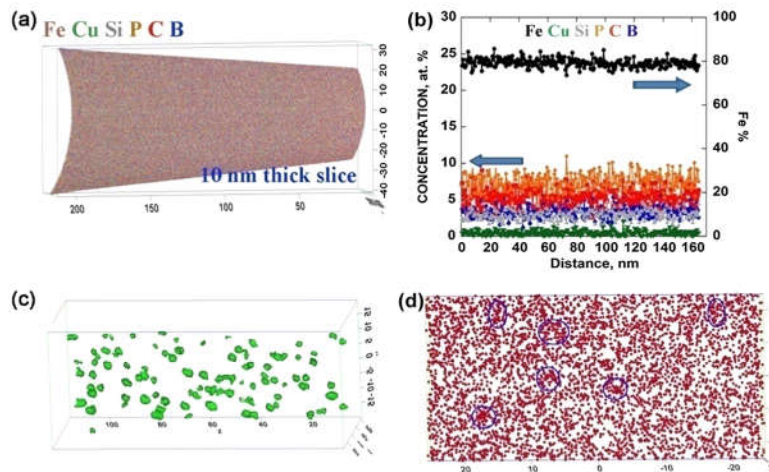 (a)
Fe Cu Si P C B
30
20
10
0
-10
-20
-30
-40
10 nm thick slice
200 150 100 50
(b)
30
25
20
15
10
5
0
CONCENTRATION, at. %
Fe Cu Si P C B
100
80
60
40
20
0
Fe %
0 20 40 60 80 100 120 140 160
Distance, nm
(c)
100 80 60 40 20
(d)
20 10 0 -10 -20